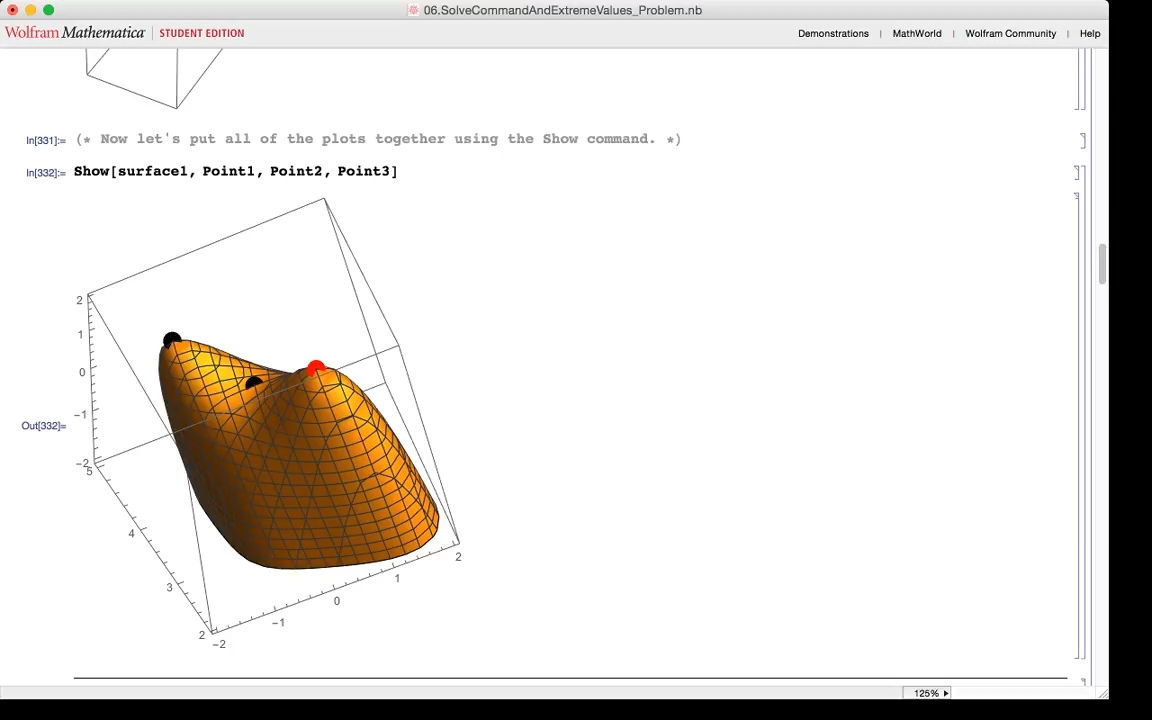 06.SolveCommandAndExtremeValues_Problem.nb
Wolfram Mathematica | STUDENT EDITION
Demonstrations | MathWorld | Wolfram Community | Help
In[331]:= (* Now let's put all of the plots together using the Show command. *)
In[332]:= Show[surface1, Point1, Point2, Point3]
2
1
0
Out[332]=
-1
-2
5
4
3
2
-2
-1
0
1
2
125%